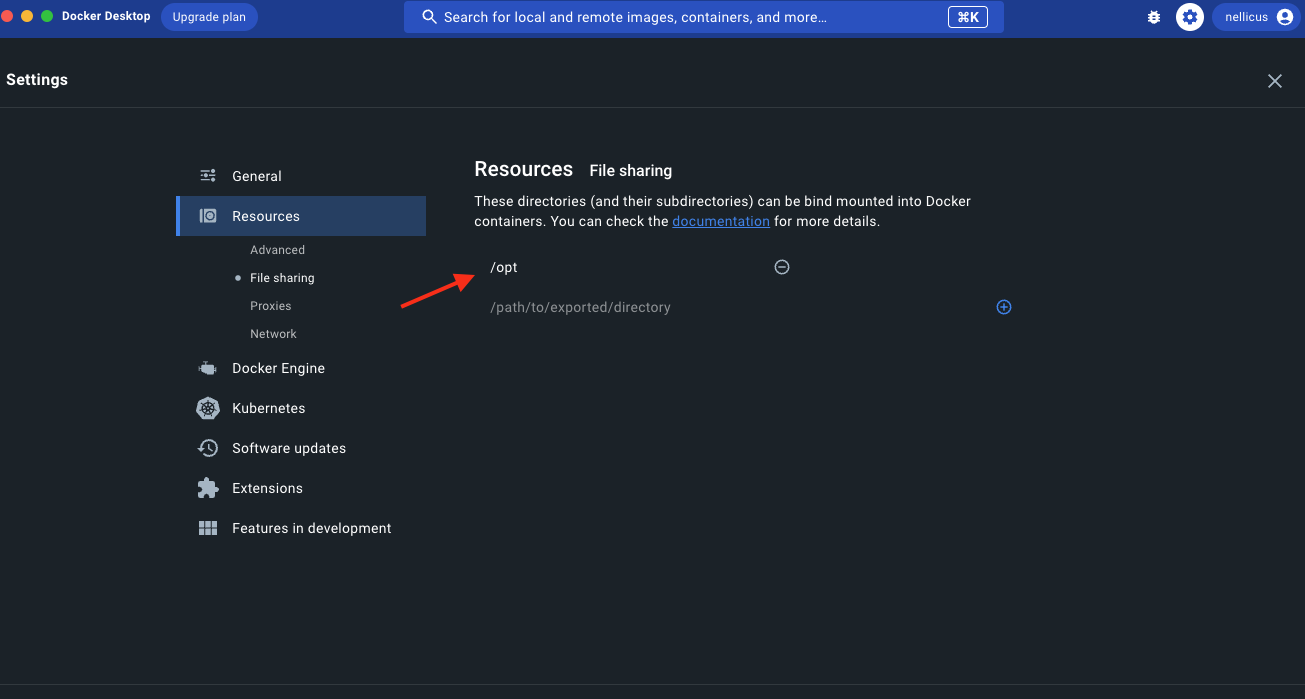 Docker Desktop Upgrade plan Search for local and remote images, containers, and more... ⌘K nellicus
Settings
General
Resources
Advanced
File sharing
Proxies
Network
Docker Engine
Kubernetes
Software updates
Extensions
Features in development
Resources File sharing
These directories (and their subdirectories) can be bind mounted into Docker
containers. You can check the documentation for more details.
/opt
/path/to/exported/directory